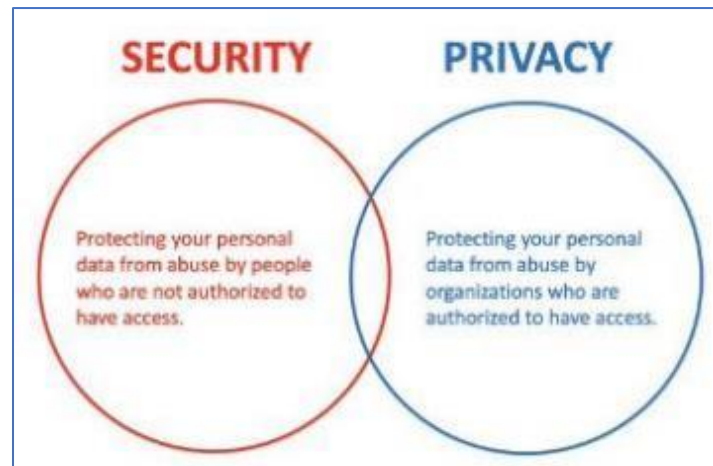 SECURITY
PRIVACY
Protecting your personal
data from abuse by people
who are not authorized to
have access.
Protecting your personal
data from abuse by
organizations who are
authorized to have access.